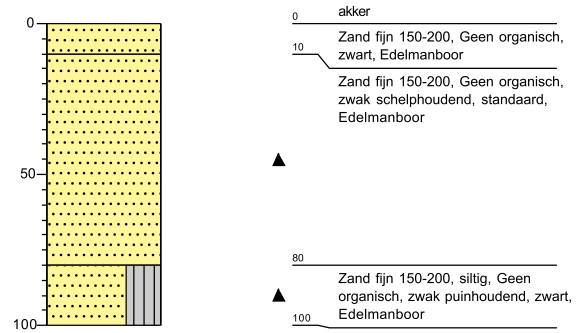 akker
0
0
Zand fijn 150-200, Geen organisch,
zwart, Edelmanboor
10
Zand fijn 150-200, Geen organisch,
zwak schelphoudend, standaard,
Edelmanboor
50
80
Zand fijn 150-200, siltig, Geen
organisch, zwak puinhoudend, zwart,
Edelmanboor
100
100